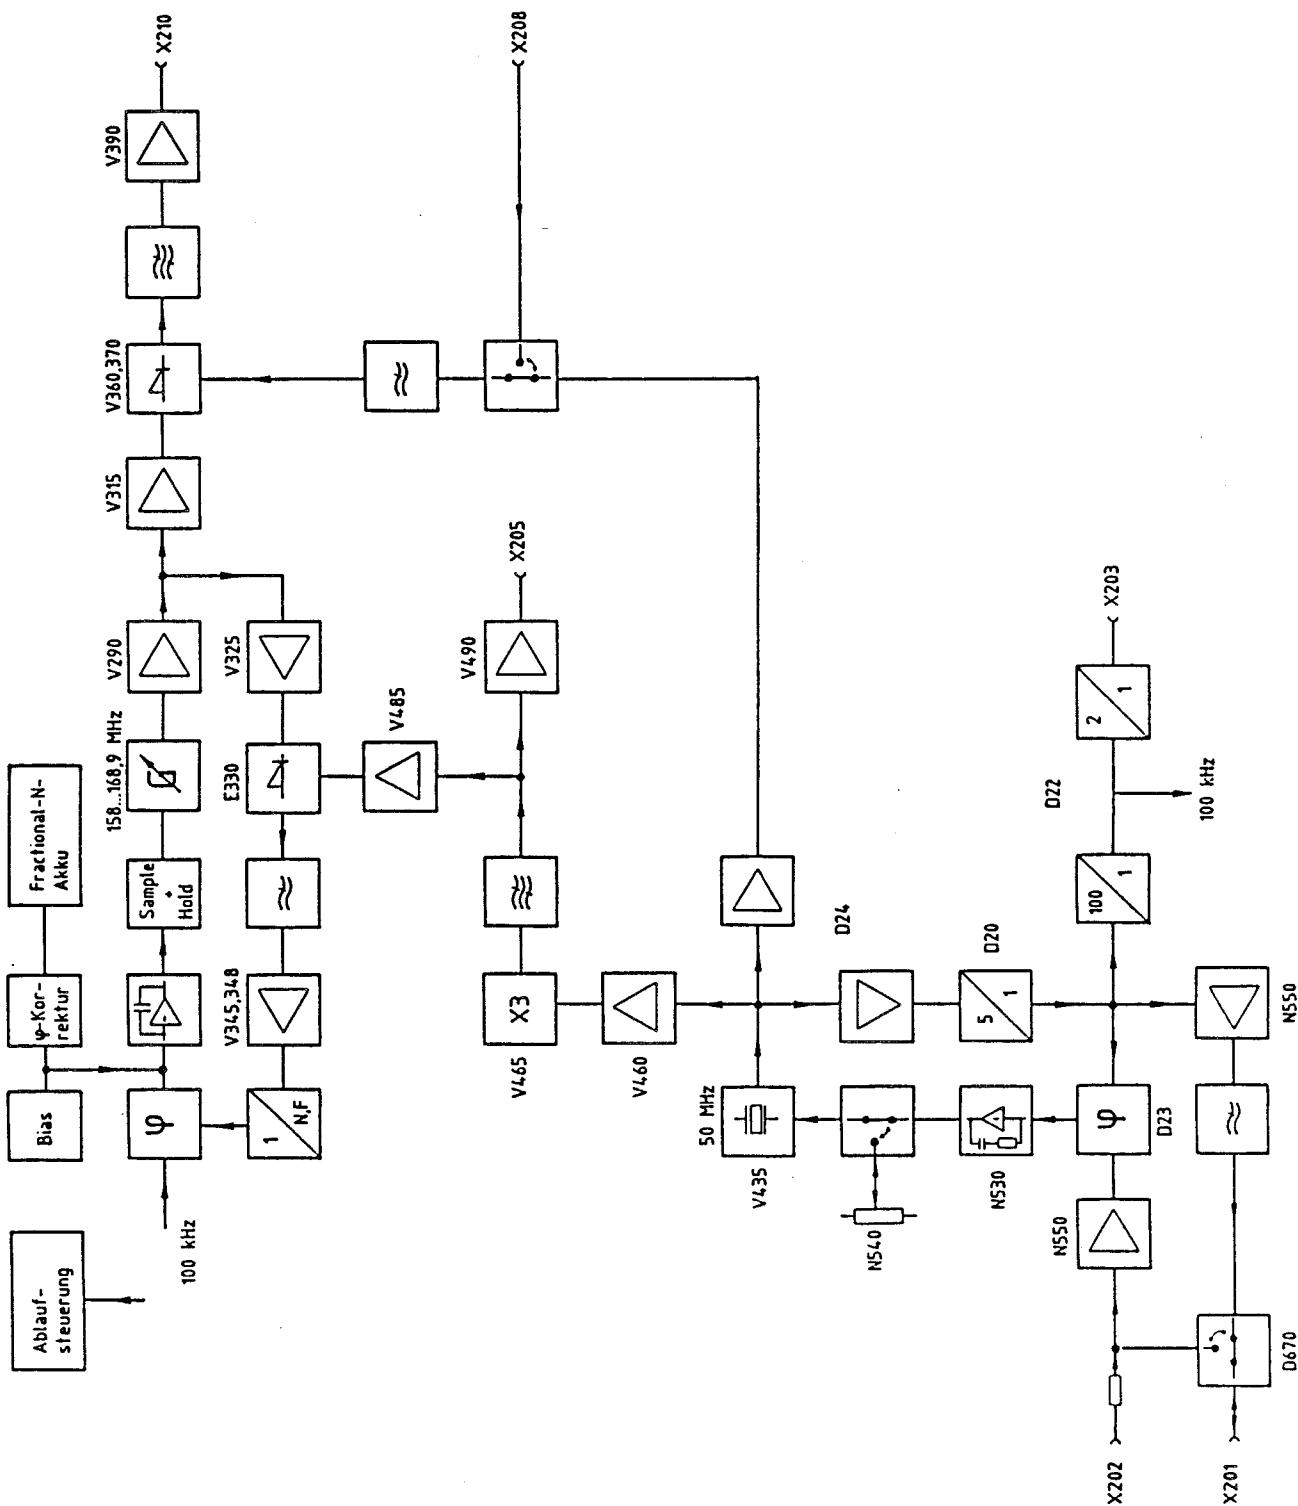 Ablauf-
steuerung
Bias
φ-Kor-
rektur
Fractional-N-
Akku
100 kHz
φ
Sample
+
Hold
158...168,9 MHz
V290
V315
V360,370
V390
X210
1
N,F
V345,348
E330
V325
V485
V465
X3
V490
X205
X208
V460
50 MHz
V435
N540
N530
D24
5
1
D20
X202
N550
φ
D23
100
1
D22
100 kHz
2
1
X203
X201
D670
N550